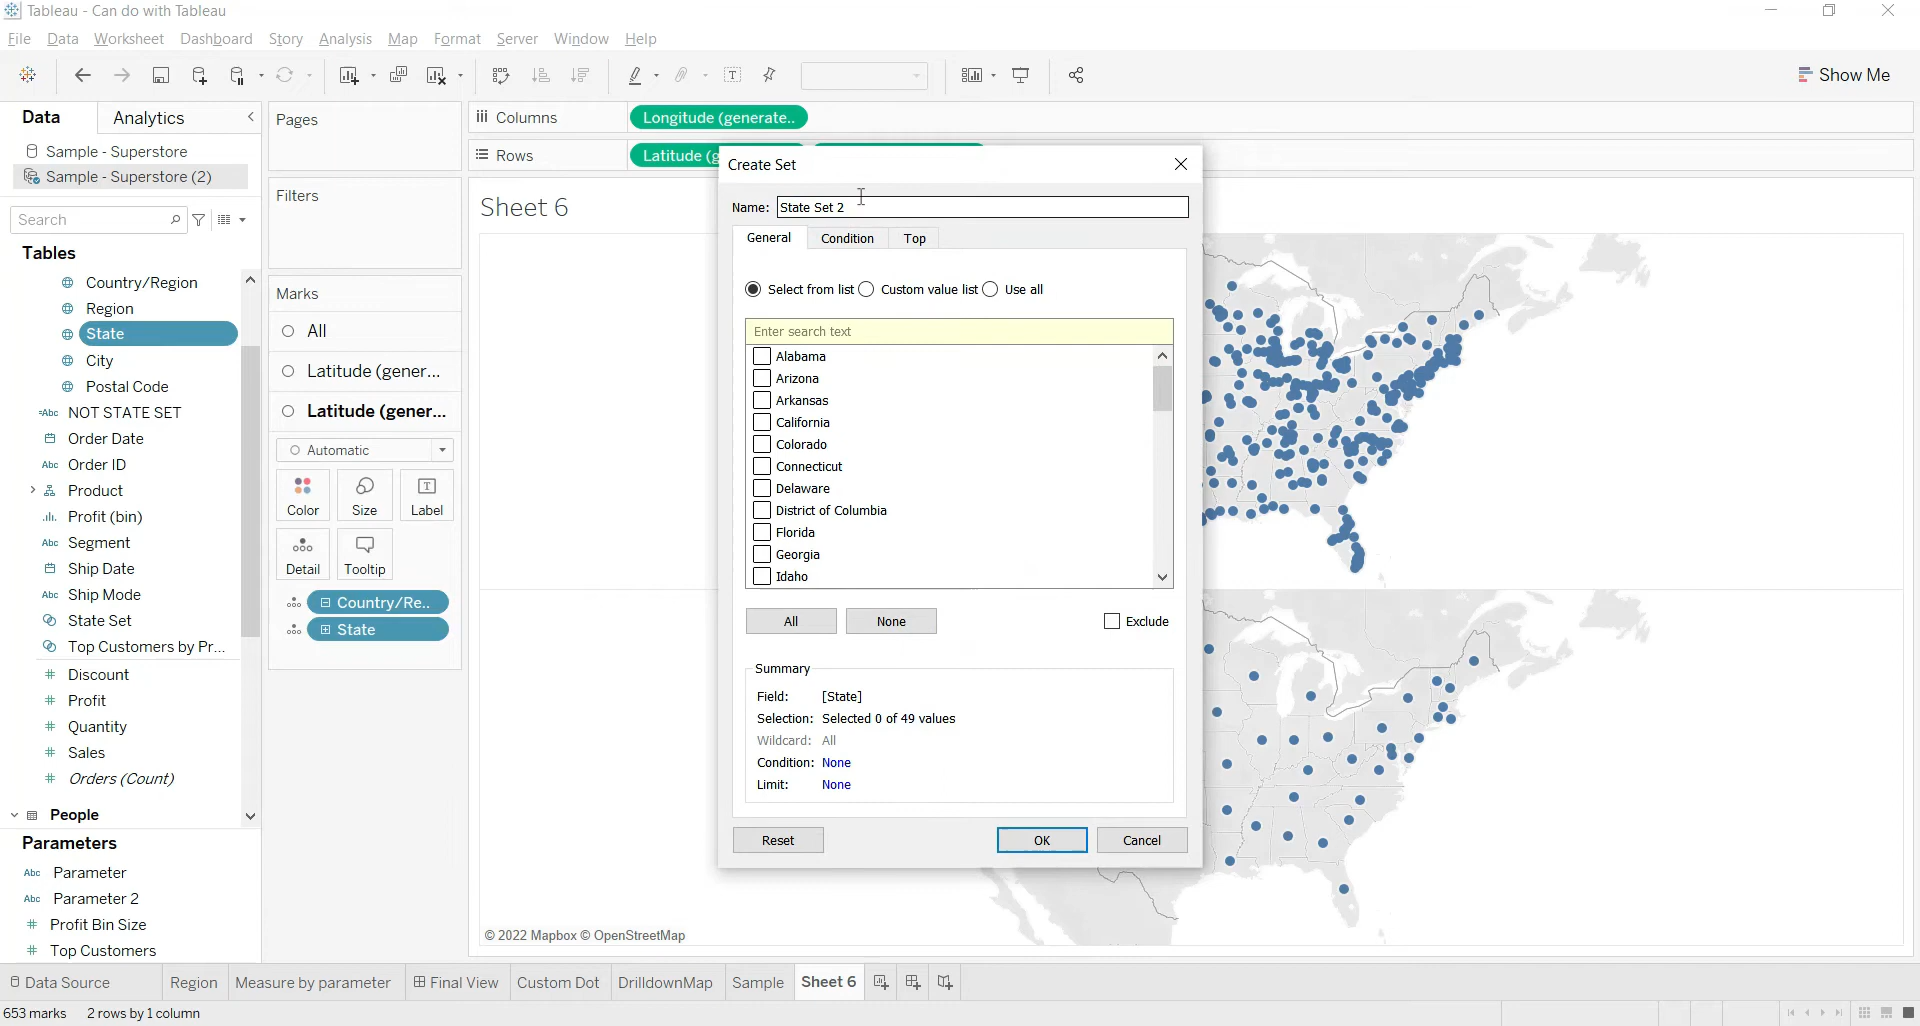 Tableau - Can do with Tableau
File Data Worksheet Dashboard Story Analysis Map Format Server Window Help
Show Me
Data Analytics
Sample - Superstore
Sample - Superstore (2)
Search
Tables
Country/Region
Region
State
City
Postal Code
=Abc NOT STATE SET
Order Date
Abc Order ID
Product
Profit (bin)
Abc Segment
Ship Date
Abc Ship Mode
State Set
Top Customers by Pr...
# Discount
# Profit
# Quantity
# Sales
# Orders (Count)
People
Parameters
Abc Parameter
Abc Parameter 2
# Profit Bin Size
# Top Customers
Pages
Filters
Marks
All
Latitude (gener...
Latitude (gener...
Automatic
Color Size Label
Detail Tooltip
Country/Re..
State
Columns Longitude (generate..
Rows Latitude (g
Sheet 6
Create Set
Name: State Set 2
General Condition Top
Select from list Custom value list Use all
Enter search text
Alabama
Arizona
Arkansas
California
Colorado
Connecticut
Delaware
District of Columbia
Florida
Georgia
Idaho
All None Exclude
Summary
Field: [State]
Selection: Selected 0 of 49 values
Wildcard: All
Condition: None
Limit: None
Reset OK Cancel
© 2022 Mapbox © OpenStreetMap
Data Source Region Measure by parameter Final View Custom Dot DrilldownMap Sample Sheet 6
653 marks 2 rows by 1 column